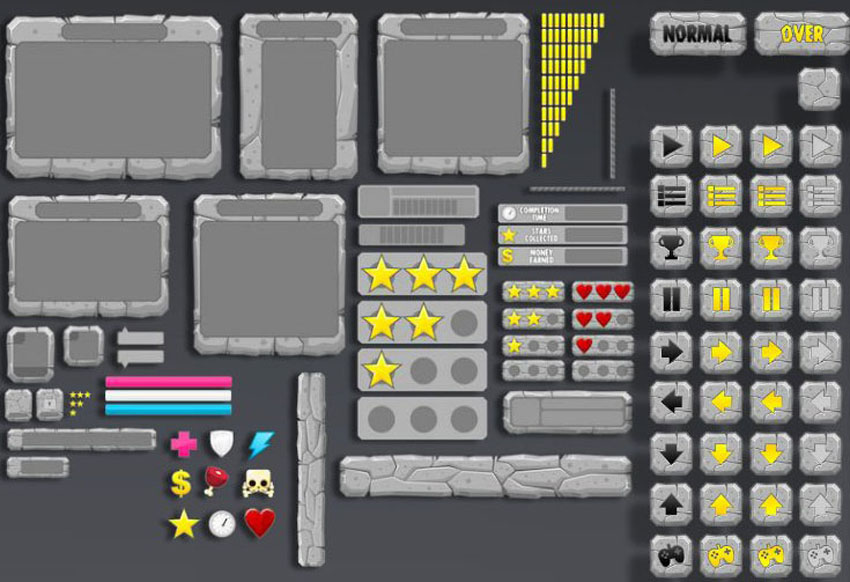 NORMAL
OVER
COMPLETION
TIME
STARS
COLLECTED
$
MONEY
EARNED
$